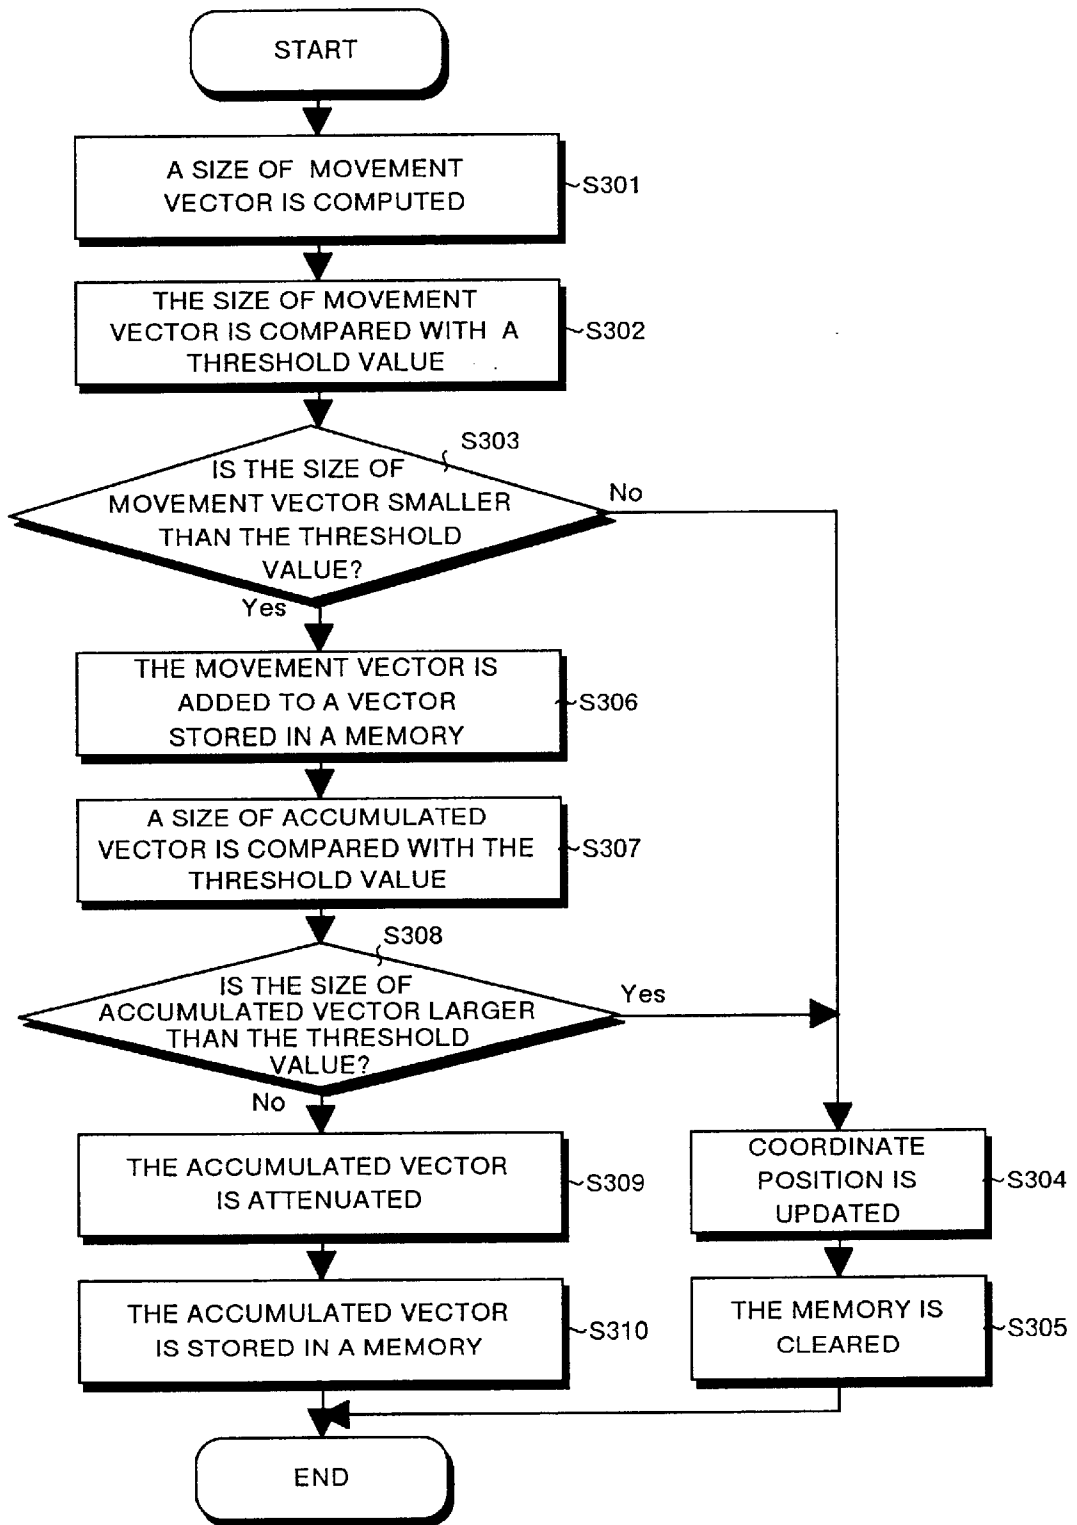 START
A SIZE OF MOVEMENT
VECTOR IS COMPUTED
S301
THE SIZE OF MOVEMENT
VECTOR IS COMPARED WITH A
THRESHOLD VALUE
S302
S303
IS THE SIZE OF
MOVEMENT VECTOR SMALLER
THAN THE THRESHOLD
VALUE?
No
Yes
THE MOVEMENT VECTOR IS
ADDED TO A VECTOR
STORED IN A MEMORY
S306
A SIZE OF ACCUMULATED
VECTOR IS COMPARED WITH THE
THRESHOLD VALUE
S307
S308
IS THE SIZE OF
ACCUMULATED VECTOR LARGER
THAN THE THRESHOLD
VALUE?
Yes
No
THE ACCUMULATED VECTOR
IS ATTENUATED
S309
COORDINATE
POSITION IS
UPDATED
S304
THE ACCUMULATED VECTOR
IS STORED IN A MEMORY
S310
THE MEMORY IS
CLEARED
S305
END